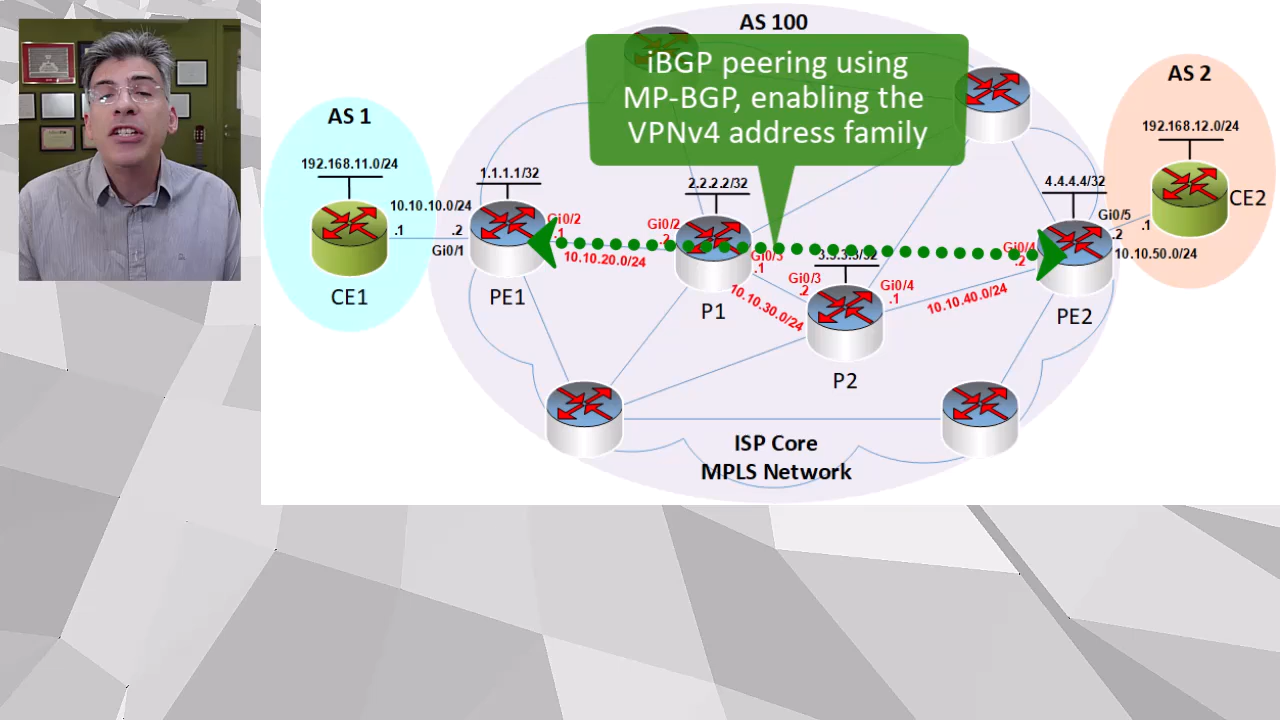 AS 100
iBGP peering using
MP-BGP, enabling the
VPNv4 address family
AS 1
192.168.11.0/24
10.10.10.0/24
.1
.2
Gi0/1
CE1
1.1.1.1/32
PE1
Gi0/2
.1
10.10.20.0/24
2.2.2.2/32
Gi0/2
.2
P1
Gi0/3
.1
10.10.30.0/24
3.3.3.3/32
Gi0/3
.2
P2
Gi0/4
.1
10.10.40.0/24
4.4.4.4/32
Gi0/4
.2
PE2
Gi0/5
.2
.1
10.10.50.0/24
AS 2
192.168.12.0/24
CE2
ISP Core
MPLS Network